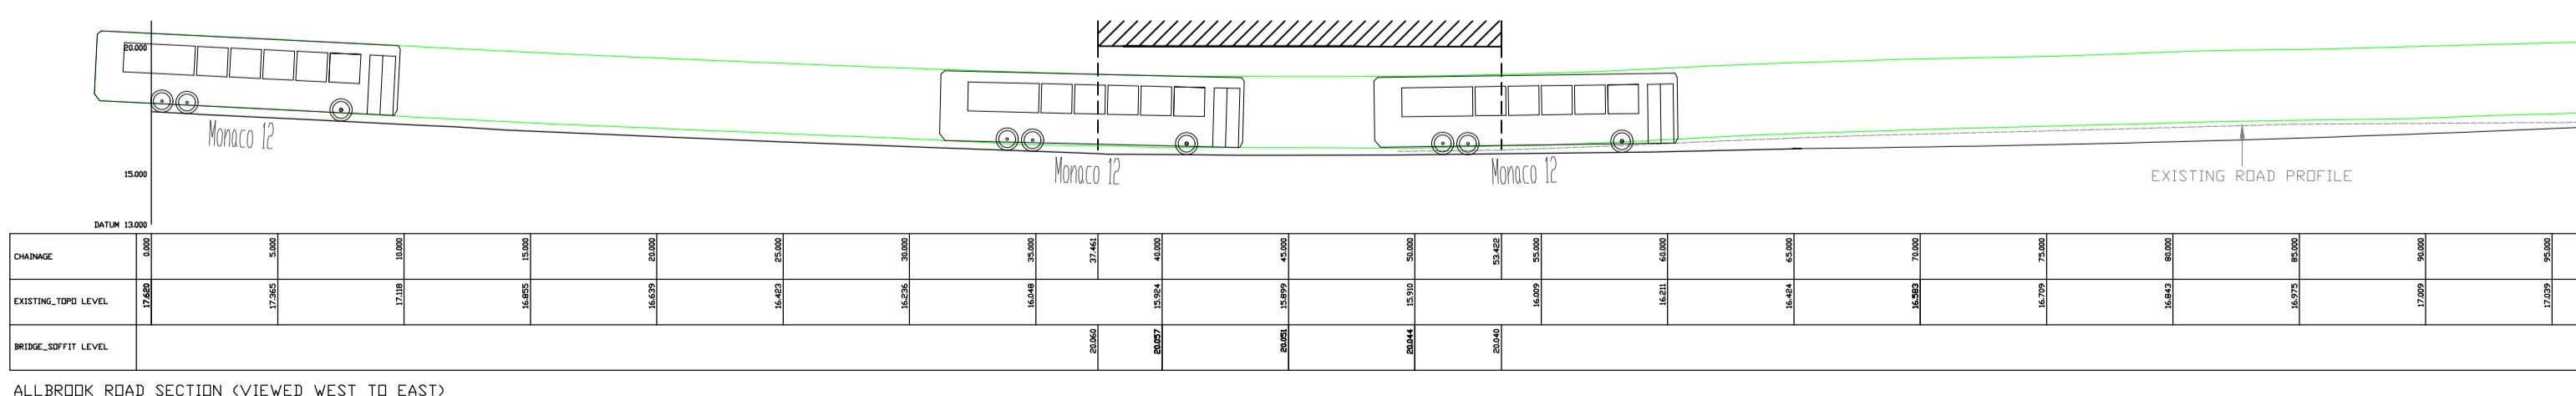 20.000
Monaco 12
Monaco 12
Monaco 12
15.000
EXISTING ROAD PROFILE
DATUM 13.000
CHAINAGE 0.000 5.000 10.000 15.000 20.000 25.000 30.000 35.000 37.461 40.000 45.000 50.000 53.422 55.000 60.000 65.000 70.000 75.000 80.000 85.000 90.000 95.000
EXISTING_TOPO LEVEL 17.620 17.365 17.118 16.855 16.639 16.423 16.236 16.048 15.924 15.899 15.910 16.009 16.211 16.424 16.583 16.709 16.843 16.975 17.009 17.039
BRIDGE_SOFFIT LEVEL 20.060 20.057 20.051 20.044 20.040
ALLBROOK ROAD SECTION (VIEWED WEST TO EAST)